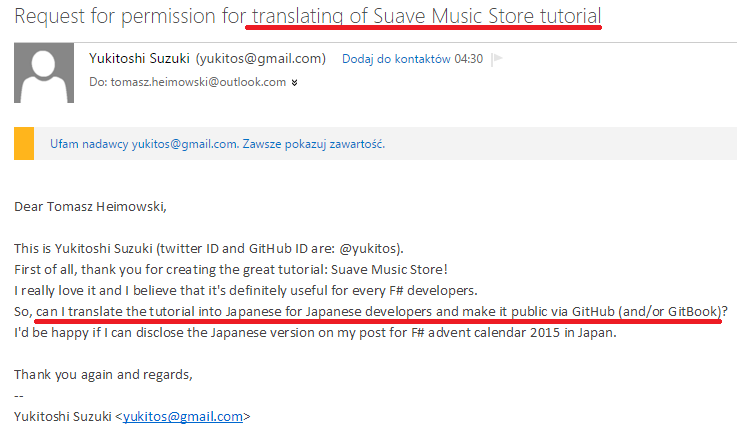 Request for permission for translating of Suave Music Store tutorial
Yukitoshi Suzuki (yukitos@gmail.com) Dodaj do kontaktów 04:30
Do: tomasz.heimowski@outlook.com
Ufam nadawcy yukitos@gmail.com. Zawsze pokazuj zawartość.
Dear Tomasz Heimowski,
This is Yukitoshi Suzuki (twitter ID and GitHub ID are: @yukitos).
First of all, thank you for creating the great tutorial: Suave Music Store!
I really love it and I believe that it's definitely useful for every F# developers.
So, can I translate the tutorial into Japanese for Japanese developers and make it public via GitHub (and/or GitBook)?
I'd be happy if I can disclose the Japanese version on my post for F# advent calendar 2015 in Japan.
Thank you again and regards,
--
Yukitoshi Suzuki <yukitos@gmail.com>